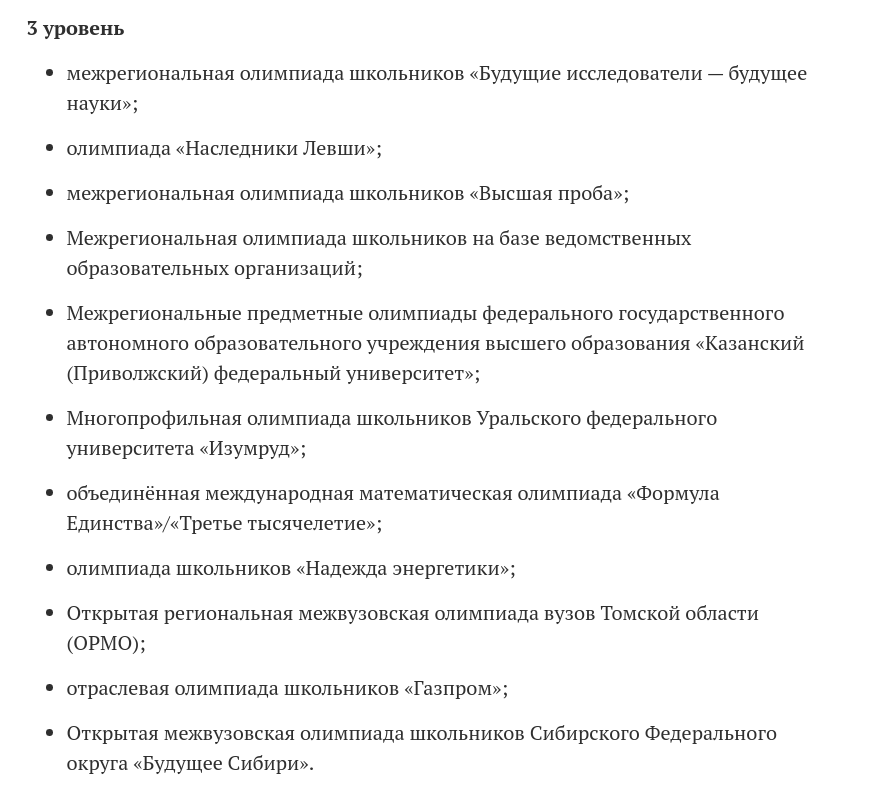 3 уровень
межрегиональная олимпиада школьников «Будущие исследователи — будущее
науки»;
олимпиада «Наследники Левши»;
межрегиональная олимпиада школьников «Высшая проба»;
Межрегиональная олимпиада школьников на базе ведомственных
образовательных организаций;
Межрегиональные предметные олимпиады федерального государственного
автономного образовательного учреждения высшего образования «Казанский
(Приволжский) федеральный университет»;
Многопрофильная олимпиада школьников Уральского федерального
университета «Изумруд»;
объединённая международная математическая олимпиада «Формула
Единства»/«Третье тысячелетие»;
олимпиада школьников «Надежда энергетики»;
Открытая региональная межвузовская олимпиада вузов Томской области
(ОРМО);
отраслевая олимпиада школьников «Газпром»;
Открытая межвузовская олимпиада школьников Сибирского Федерального
округа «Будущее Сибири».